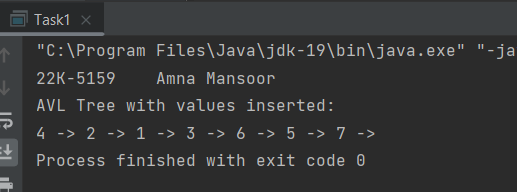 Task1
"C:\Program Files\Java\jdk-19\bin\java.exe" "-ja
22K-5159    Amna Mansoor
AVL Tree with values inserted:
4 -> 2 -> 1 -> 3 -> 6 -> 5 -> 7 ->
Process finished with exit code 0